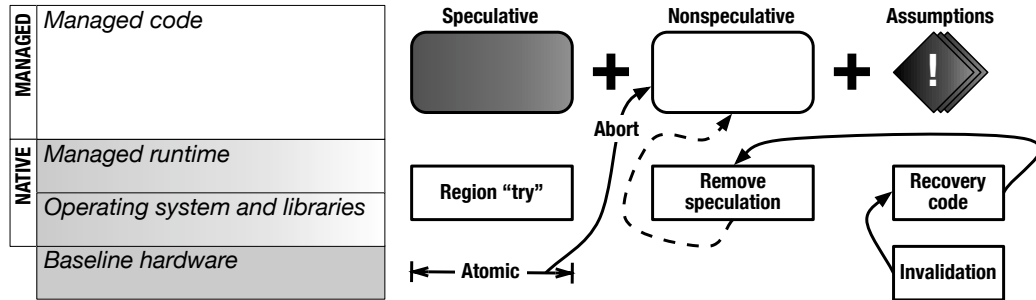 MANAGED
NATIVE
Managed code
Managed runtime
Operating system and libraries
Baseline hardware
Speculative
Nonspeculative
Assumptions
+
+
!
Abort
Region “try”
Remove
speculation
Recovery
code
Atomic
Invalidation